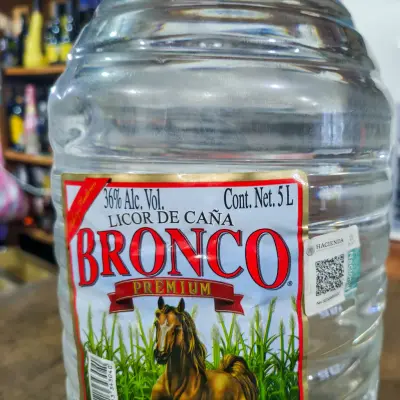 36% Alc. Vol. Cont. Net. 5 L
LICOR DE CAÑA
BRONCO®
PREMIUM
HACIENDA